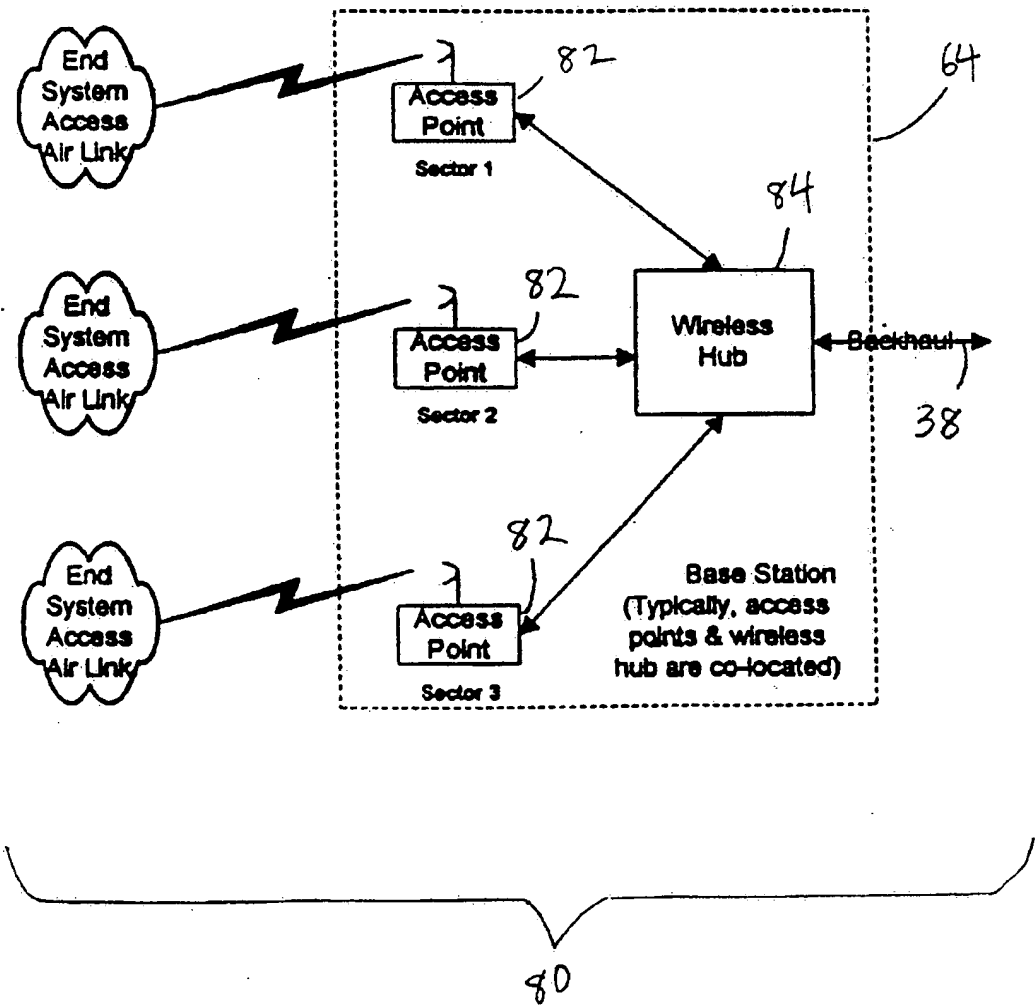 End
System
Access
Air Link
Access
Point
Sector 1
82
64
84
End
System
Access
Air Link
Access
Point
Sector 2
82
Wireless
Hub
Backhaul
38
End
System
Access
Air Link
Access
Point
Sector 3
82
Base Station
(Typically, access
points & wireless
hub are co-located)
80